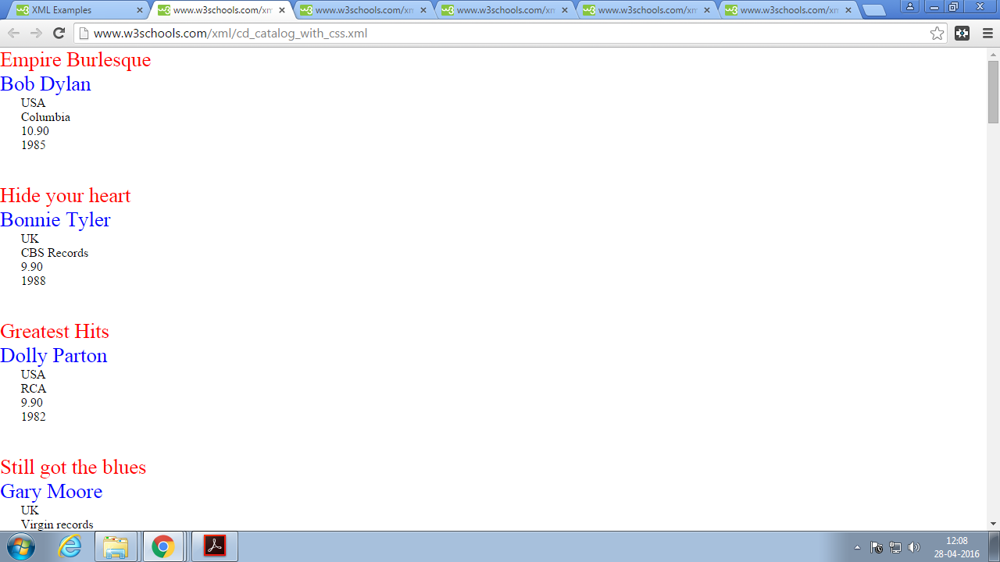 XML Examples
www.w3schools.com/xm
www.w3schools.com/xm
www.w3schools.com/xm
www.w3schools.com/xm
www.w3schools.com/xm
www.w3schools.com/xml/cd_catalog_with_css.xml
Empire Burlesque
Bob Dylan
USA
Columbia
10.90
1985
Hide your heart
Bonnie Tyler
UK
CBS Records
9.90
1988
Greatest Hits
Dolly Parton
USA
RCA
9.90
1982
Still got the blues
Gary Moore
UK
Virgin records
12:08
28-04-2016